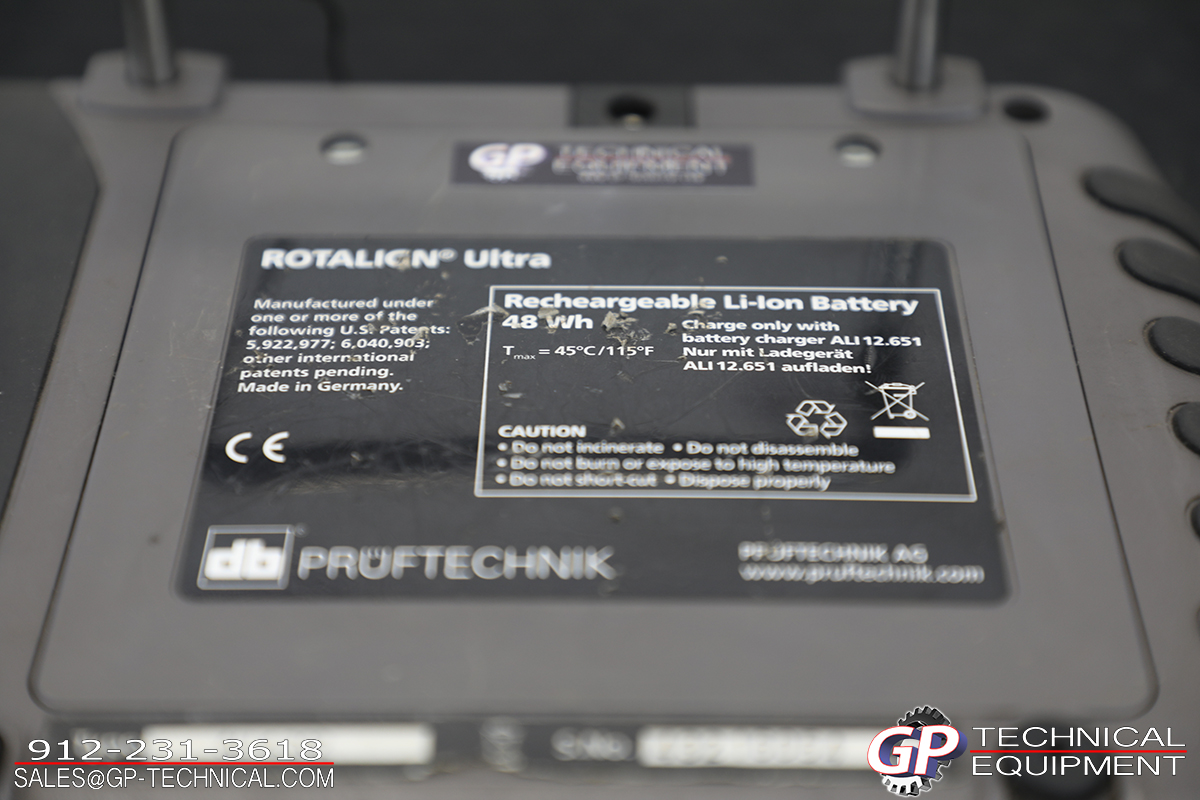 GP TECHNICAL
EQUIPMENT
ROTALIGN® Ultra
Manufactured under
one or more of the
following U.S. Patents:
5,922,977; 6,040,903;
other international
patents pending.
Made in Germany.
CE
Recheargeable Li-Ion Battery
48 Wh
Tmax = 45°C/115°F
Charge only with
battery charger ALI 12.651
Nur mit Ladegerät
ALI 12.651 aufladen!
CAUTION
• Do not incinerate • Do not disassemble
• Do not burn or expose to high temperature
• Do not short-cut • Dispose properly
db PRÜFTECHNIK
PRÜFTECHNIK AG
www.pruftechnik.com
912-231-3618
SALES@GP-TECHNICAL.COM
GP TECHNICAL
EQUIPMENT